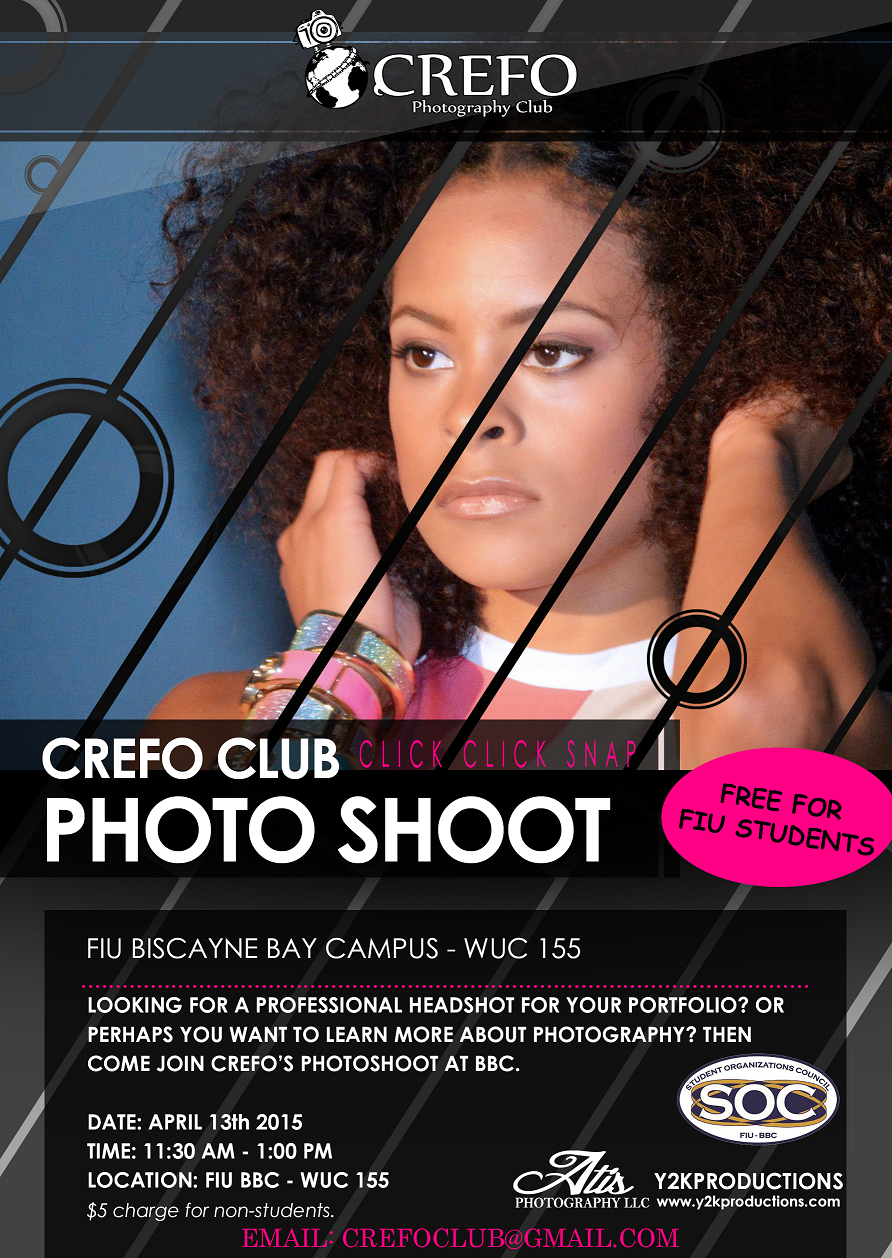 CREFO
Photography Club
CREFO CLUB CLICK CLICK SNAP
PHOTO SHOOT
FREE FOR
FIU STUDENTS
FIU BISCAYNE BAY CAMPUS - WUC 155
LOOKING FOR A PROFESSIONAL HEADSHOT FOR YOUR PORTFOLIO? OR
PERHAPS YOU WANT TO LEARN MORE ABOUT PHOTOGRAPHY? THEN
COME JOIN CREFO'S PHOTOSHOOT AT BBC.
STUDENT ORGANIZATIONS COUNCIL
SOC
FIU - BBC
DATE: APRIL 13th 2015
TIME: 11:30 AM - 1:00 PM
LOCATION: FIU BBC - WUC 155
$5 charge for non-students.
Atis
PHOTOGRAPHY LLC
Y2KPRODUCTIONS
www.y2kproductions.com
EMAIL: CREFOCLUB@GMAIL.COM